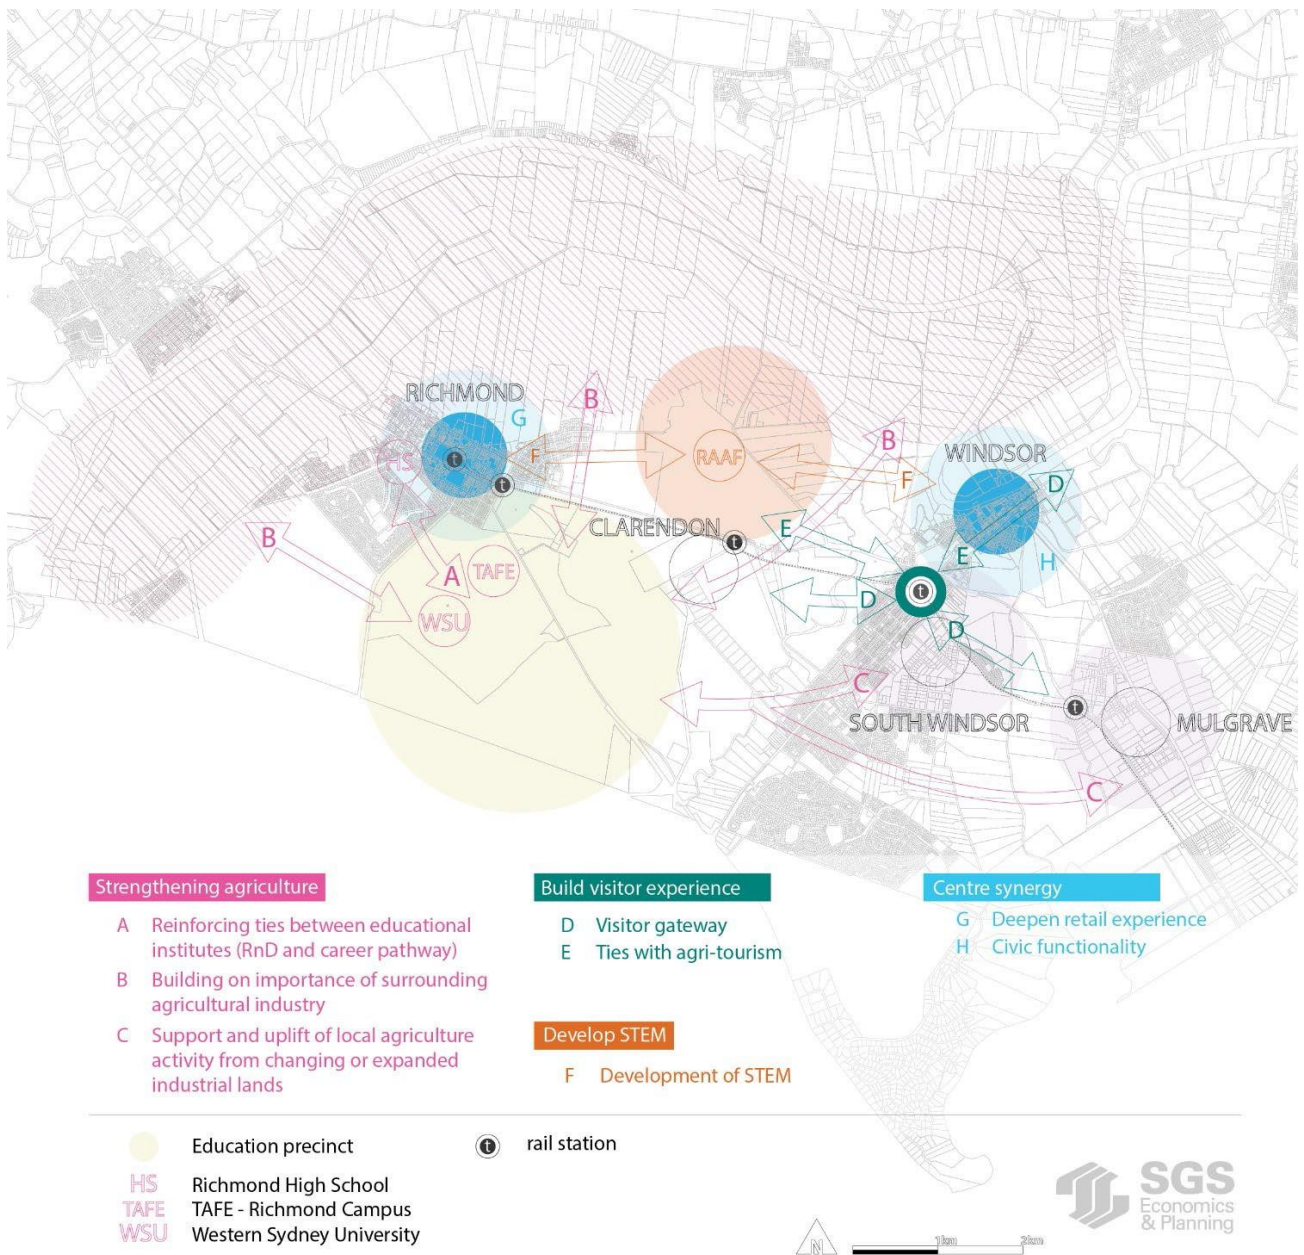 RICHMOND
G
B
HS
t
F
RAAF
B
F
WINDSOR
D
t
CLARENDON
t
E
E
H
B
A
TAFE
WSU
D
t
D
C
SOUTH WINDSOR
t
MULGRAVE
C
Strengthening agriculture
A Reinforcing ties between educational
institutes (RnD and career pathway)
B Building on importance of surrounding
agricultural industry
C Support and uplift of local agriculture
activity from changing or expanded
industrial lands
Build visitor experience
D Visitor gateway
E Ties with agri-tourism
Develop STEM
F Development of STEM
Centre synergy
G Deepen retail experience
H Civic functionality
Education precinct
HS Richmond High School
TAFE TAFE - Richmond Campus
WSU Western Sydney University
t rail station
N
1km 2km
SGS
Economics
& Planning